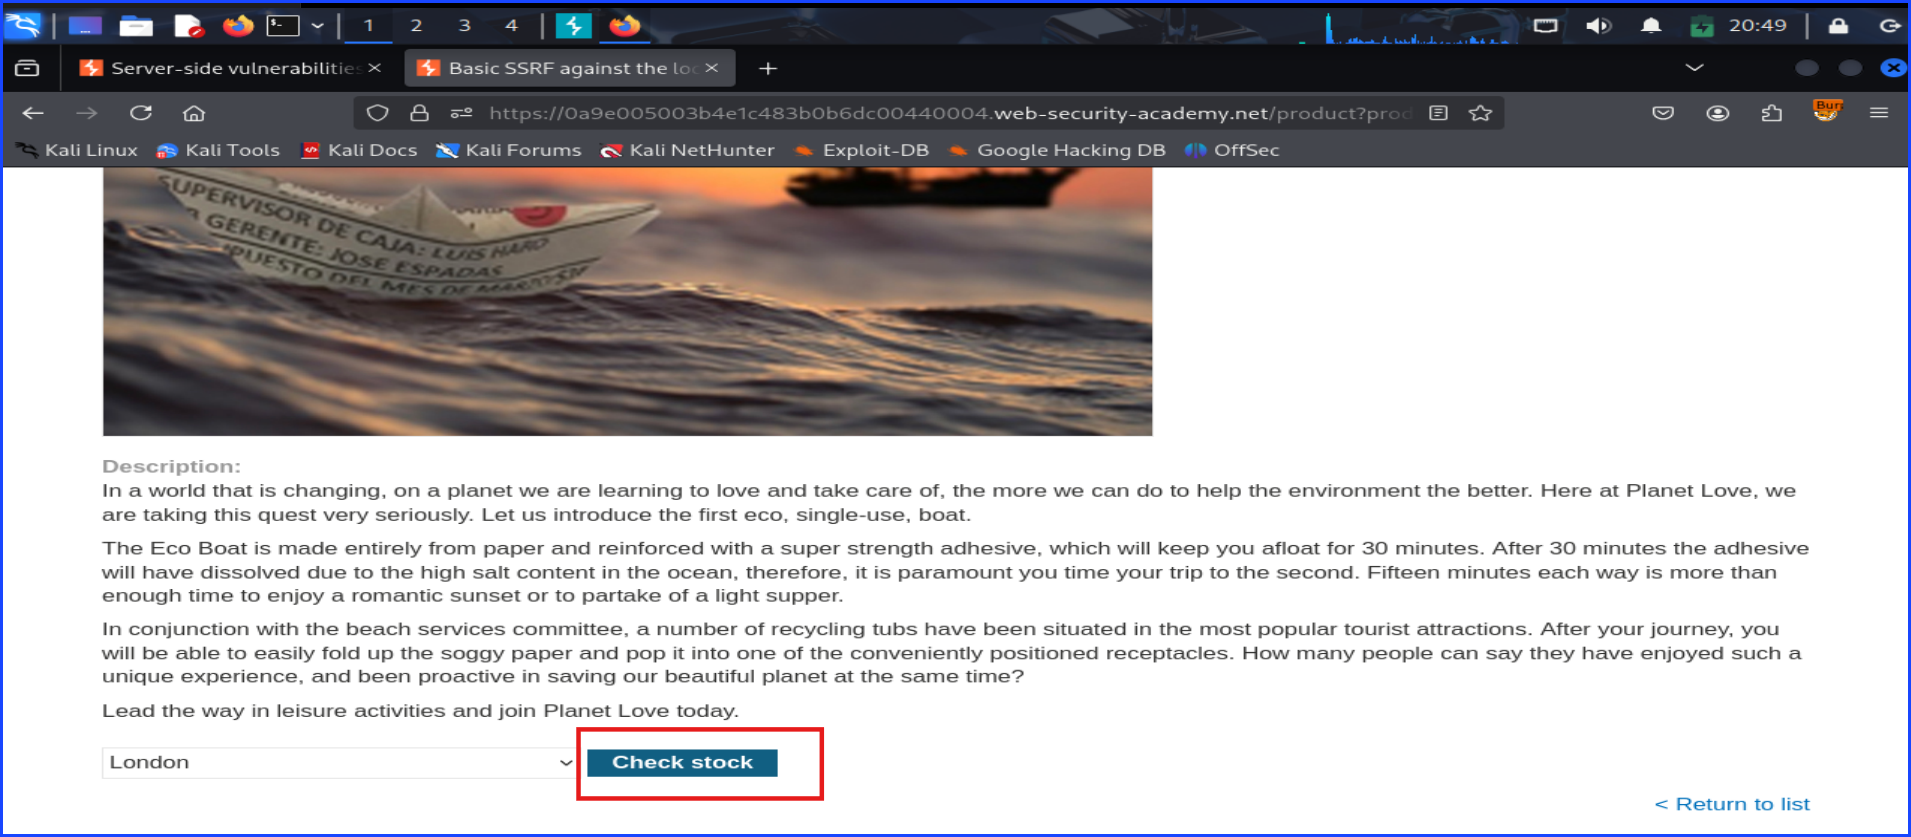 1 2 3 4 20:49
Server-side vulnerabilities Basic SSRF against the loc
https://0a9e005003b4e1c483b0b6dc00440004.web-security-academy.net/product?prod Burp
Kali Linux Kali Tools Kali Docs Kali Forums Kali NetHunter Exploit-DB Google Hacking DB OffSec
SUPERVISOR DE CAJA: LUIS HARO
GERENTE: JOSE ESPADAS
PUESTO DEL MES DE MARZO
Description:
In a world that is changing, on a planet we are learning to love and take care of, the more we can do to help the environment the better. Here at Planet Love, we
are taking this quest very seriously. Let us introduce the first eco, single-use, boat.
The Eco Boat is made entirely from paper and reinforced with a super strength adhesive, which will keep you afloat for 30 minutes. After 30 minutes the adhesive
will have dissolved due to the high salt content in the ocean, therefore, it is paramount you time your trip to the second. Fifteen minutes each way is more than
enough time to enjoy a romantic sunset or to partake of a light supper.
In conjunction with the beach services committee, a number of recycling tubs have been situated in the most popular tourist attractions. After your journey, you
will be able to easily fold up the soggy paper and pop it into one of the conveniently positioned receptacles. How many people can say they have enjoyed such a
unique experience, and been proactive in saving our beautiful planet at the same time?
Lead the way in leisure activities and join Planet Love today.
London Check stock
< Return to list